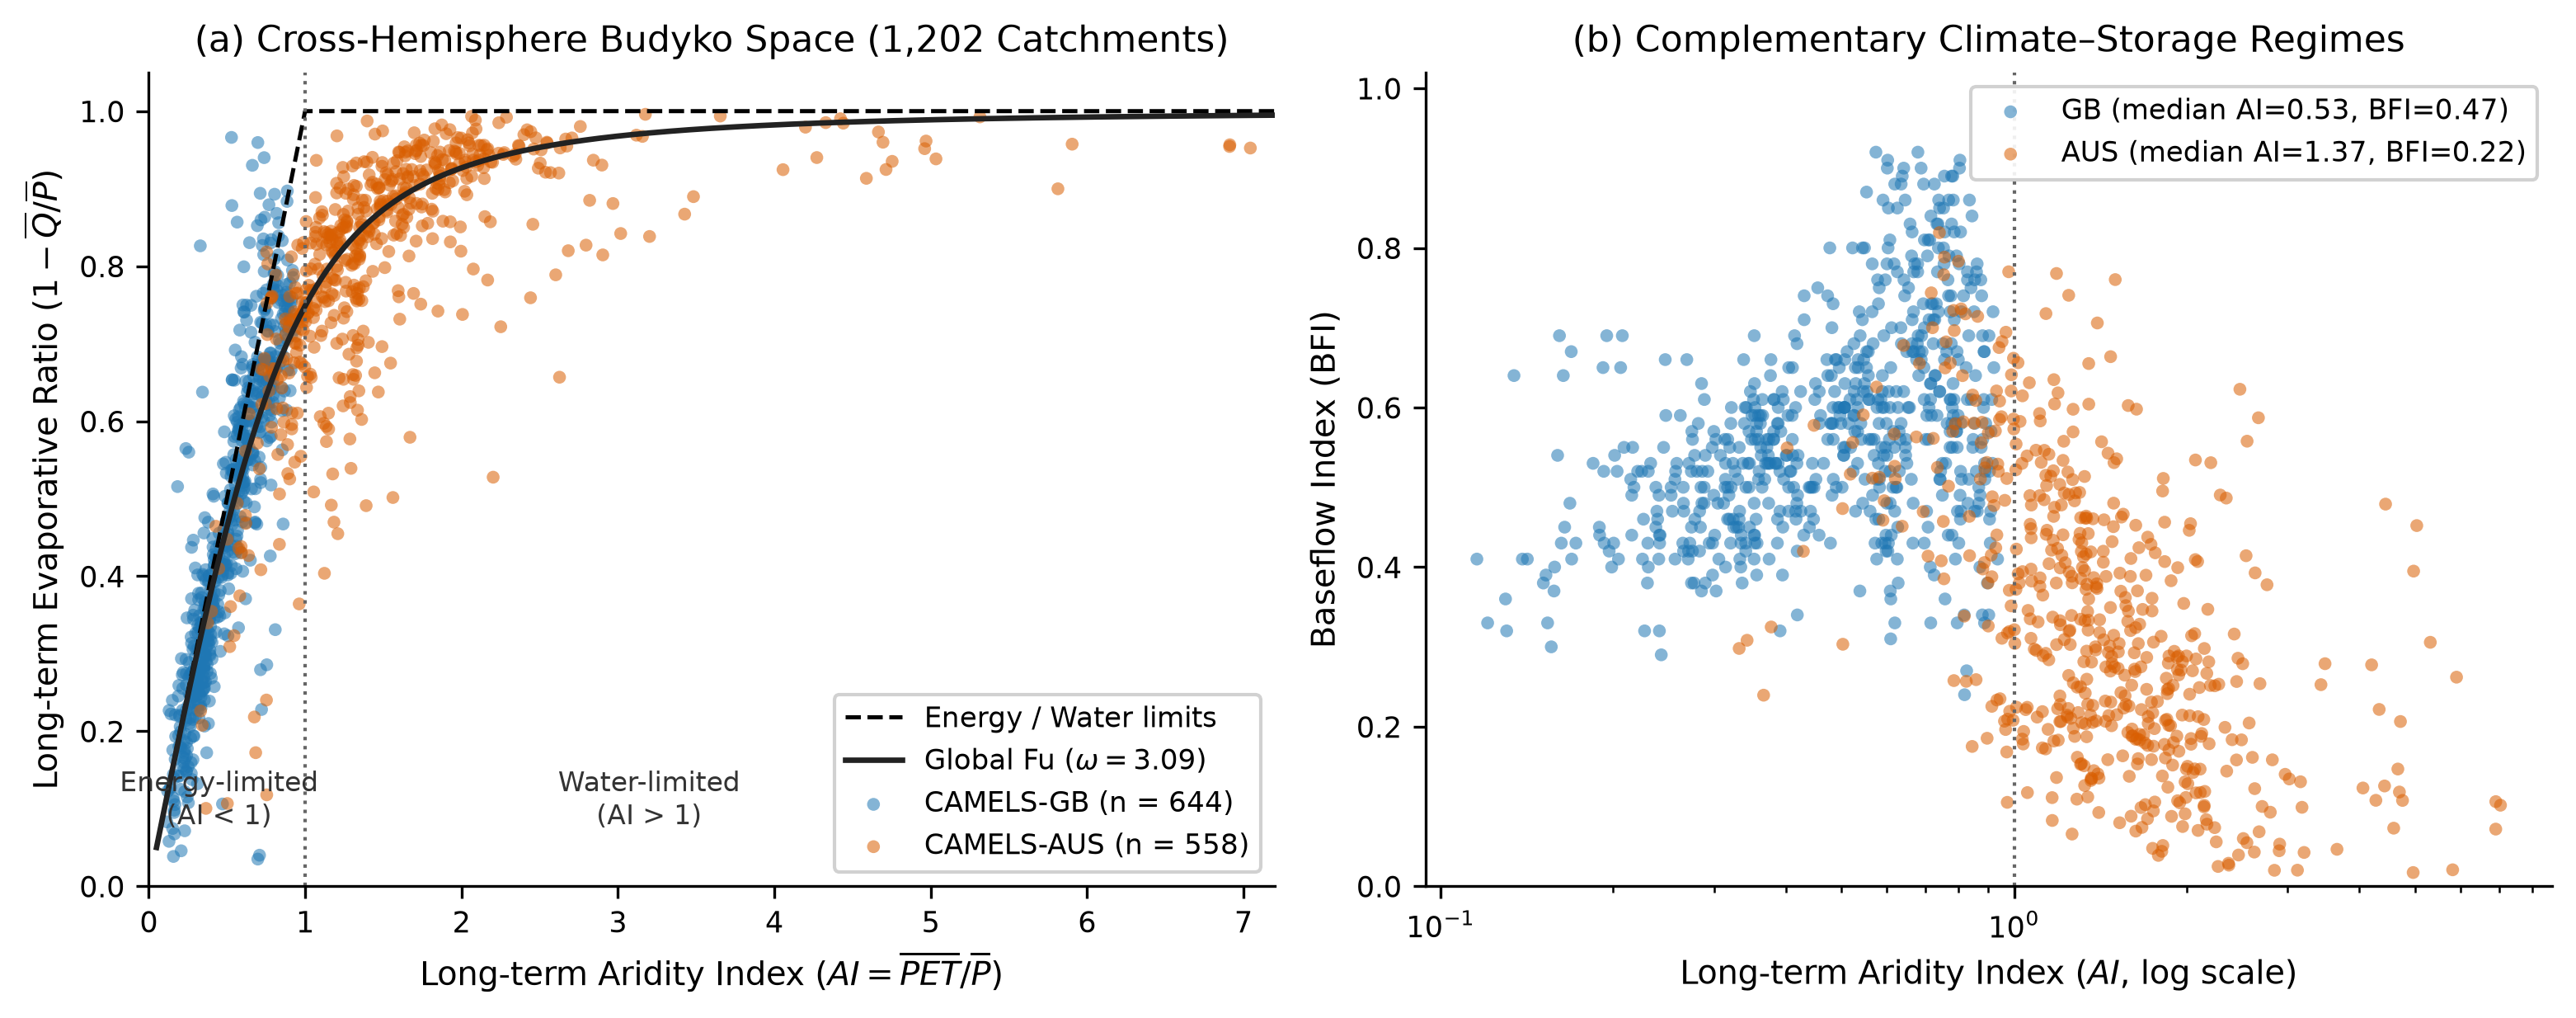 (a) Cross-Hemisphere Budyko Space (1,202 Catchments)
Long-term Evaporative Ratio (1 − Q̅/P̅)
1.0
0.8
0.6
0.4
0.2
0.0
Energy-limited
(AI < 1)
Water-limited
(AI > 1)
Energy / Water limits
Global Fu (ω = 3.09)
CAMELS-GB (n = 644)
CAMELS-AUS (n = 558)
0 1 2 3 4 5 6 7
Long-term Aridity Index (AI = P̅E̅T̅/P̅)
(b) Complementary Climate–Storage Regimes
Baseflow Index (BFI)
1.0
0.8
0.6
0.4
0.2
0.0
GB (median AI=0.53, BFI=0.47)
AUS (median AI=1.37, BFI=0.22)
10⁻¹ 10⁰
Long-term Aridity Index (AI, log scale)